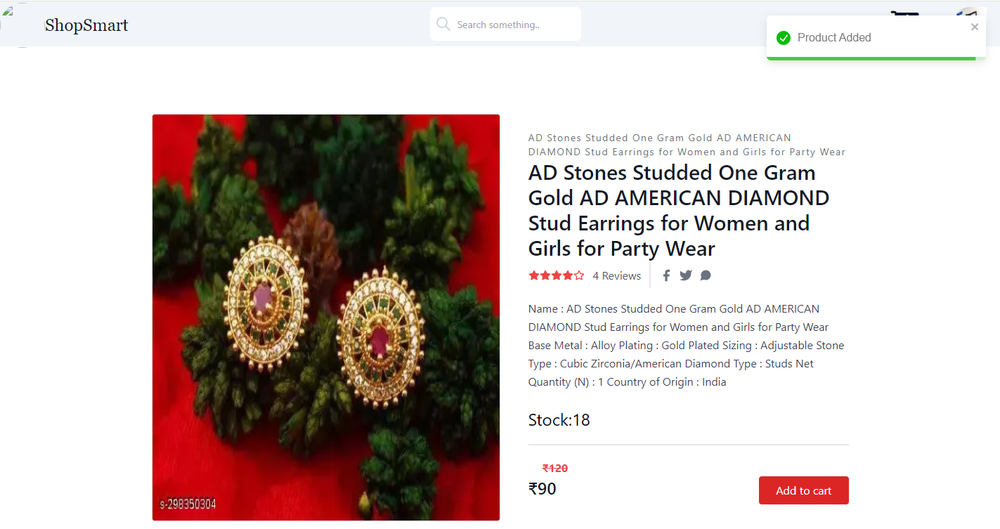 ShopSmart
Search something..
Product Added
AD Stones Studded One Gram Gold AD AMERICAN
DIAMOND Stud Earrings for Women and Girls for Party Wear
AD Stones Studded One Gram
Gold AD AMERICAN DIAMOND
Stud Earrings for Women and
Girls for Party Wear
4 Reviews
Name : AD Stones Studded One Gram Gold AD AMERICAN
DIAMOND Stud Earrings for Women and Girls for Party Wear
Base Metal : Alloy Plating : Gold Plated Sizing : Adjustable Stone
Type : Cubic Zirconia/American Diamond Type : Studs Net
Quantity (N) : 1 Country of Origin : India
Stock:18
₹120
₹90
Add to cart
s-298350304